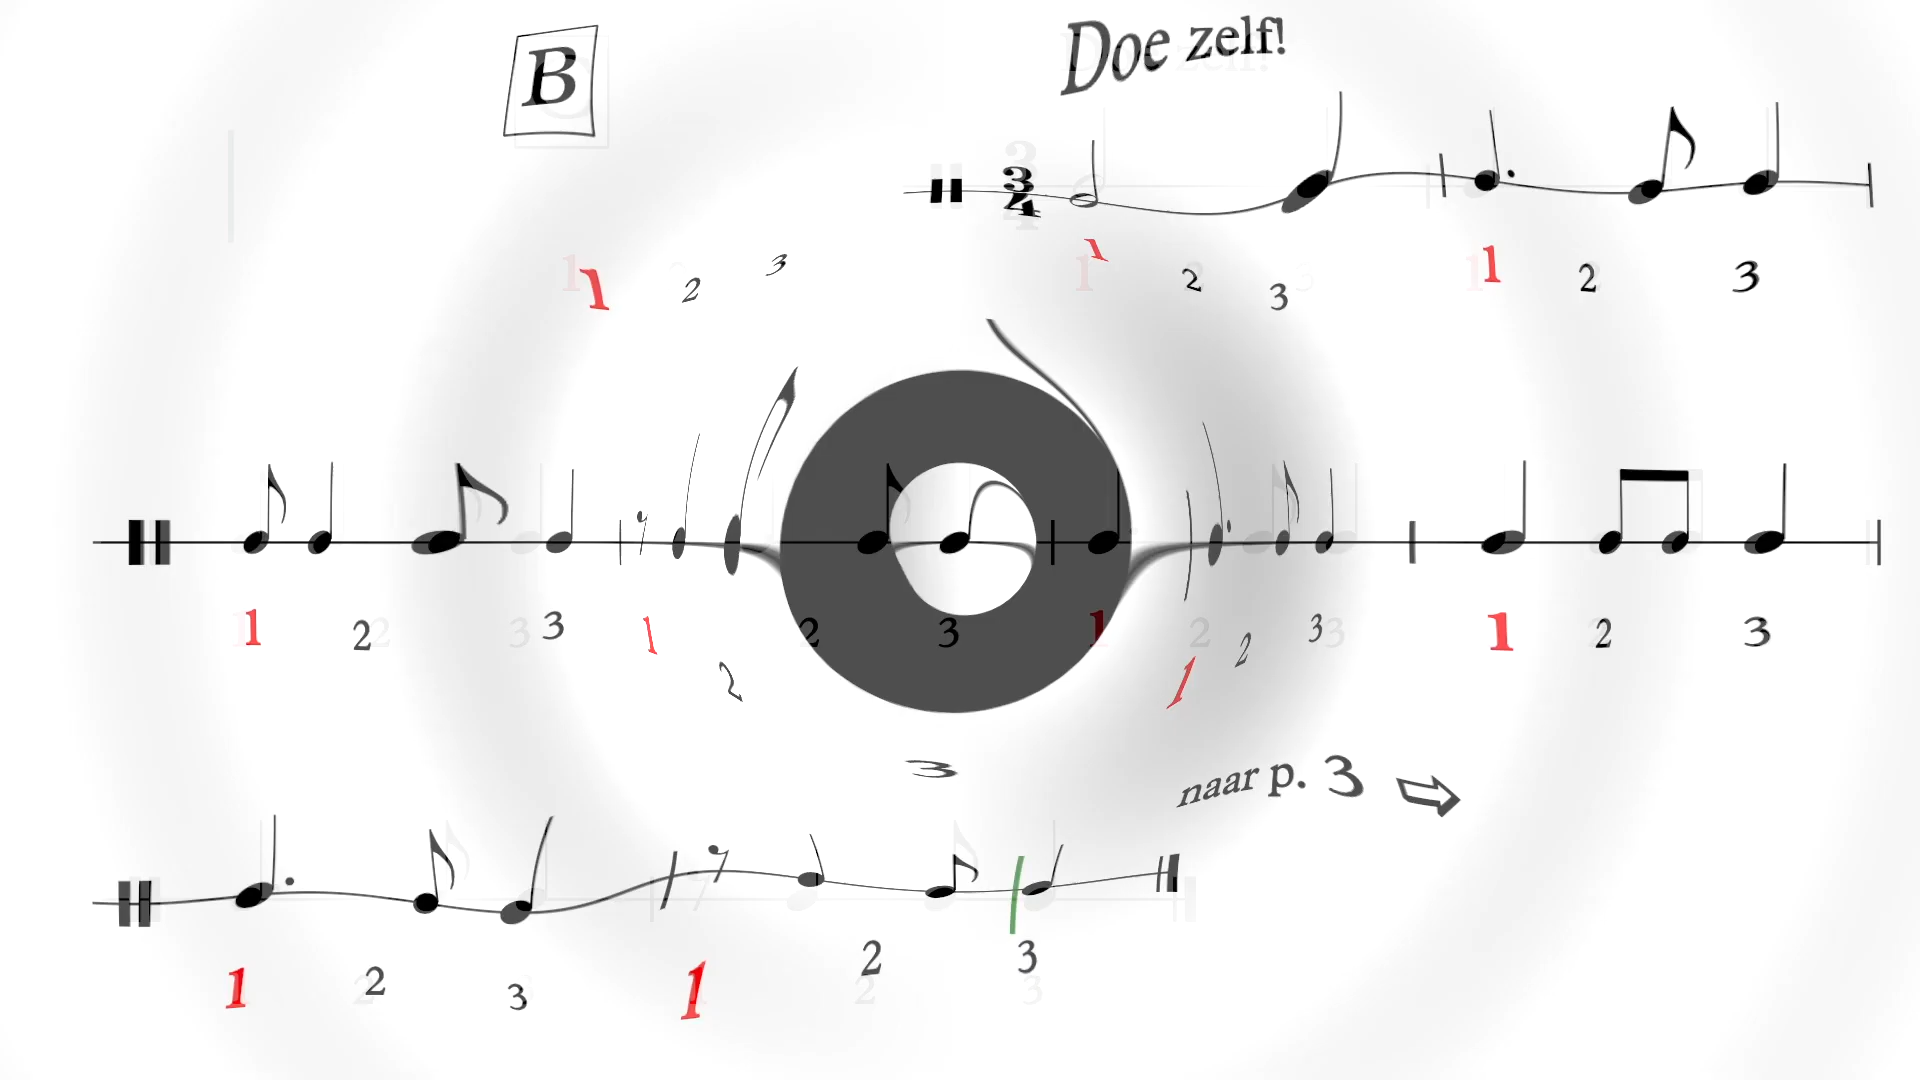 B
Doe zelf!
3
4
1 2 3 1 2 3 1 2 3
1 2 3 1 2 3 1 2 3 1 2 3
3
naar p. 3 ⇨
1 2 3 1 2 3